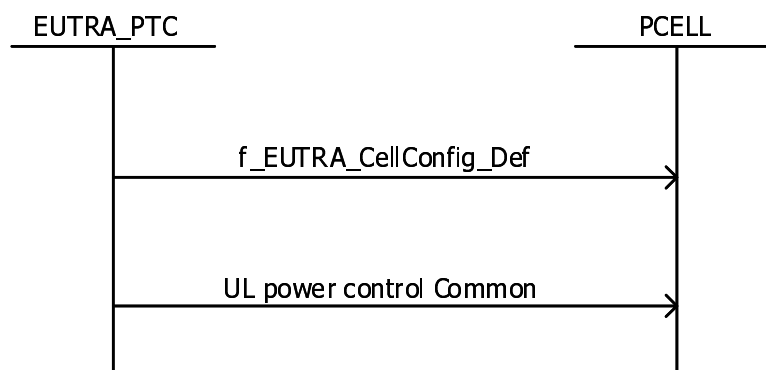 EUTRA_PTC
PCELL
f_EUTRA_CellConfig_Def
UL power control Common